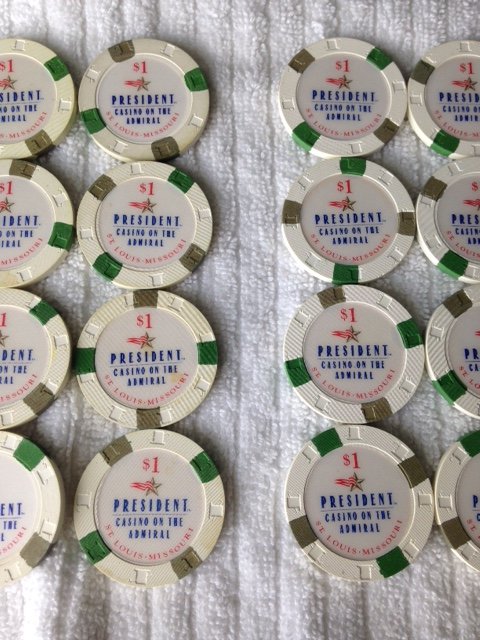 $1
PRESIDENT
CASINO ON THE
ADMIRAL
ST. LOUIS·MISSOURI
$1
PRESIDENT
CASINO ON THE
ADMIRAL
ST. LOUIS·MISSOURI
$1
PRESIDENT
CASINO ON THE
ADMIRAL
ST. LOUIS·MISSOURI
$1
PRESIDENT
CASINO ON THE
ADMIRAL
ST. LOUIS·MISSOURI
$1
PRESIDENT
CASINO ON THE
ADMIRAL
ST. LOUIS·MISSOURI
$1
PRESIDENT
CASINO ON THE
ADMIRAL
ST. LOUIS·MISSOURI
$1
PRESIDENT
CASINO ON THE
ADMIRAL
ST. LOUIS·MISSOURI
$1
PRESIDENT
CASINO ON THE
ADMIRAL
ST. LOUIS·MISSOURI